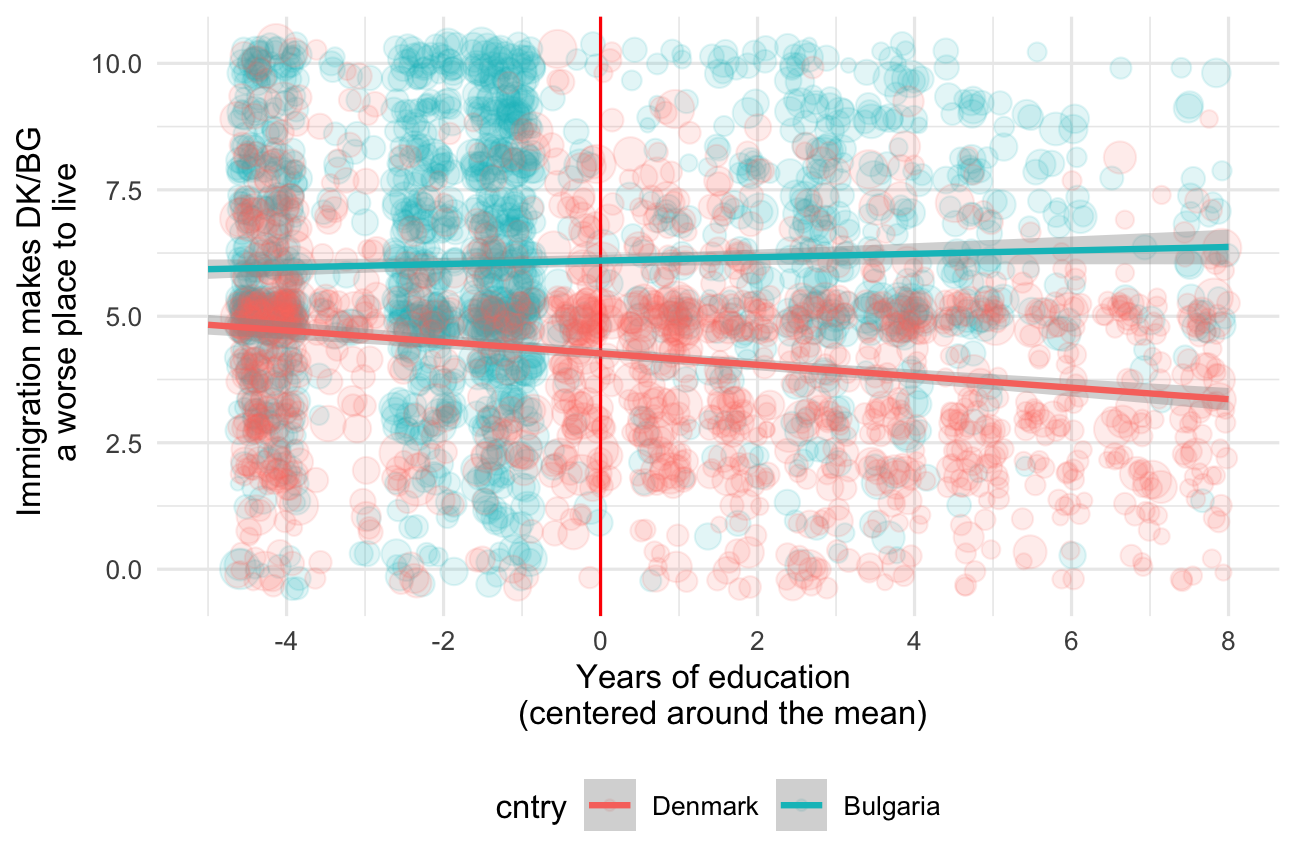 Immigration makes DK/BG
a worse place to live
10.0
7.5
5.0
2.5
0.0
-4 -2 0 2 4 6 8
Years of education
(centered around the mean)
cntry Denmark Bulgaria